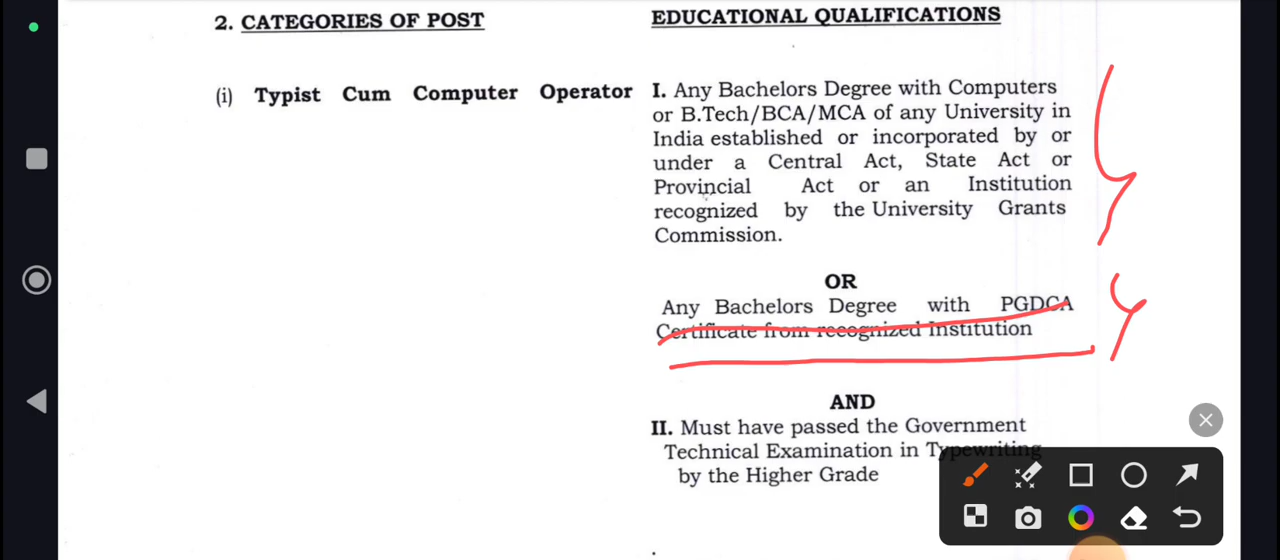 2. CATEGORIES OF POST
EDUCATIONAL QUALIFICATIONS
(i) Typist Cum Computer Operator
I. Any Bachelors Degree with Computers
or B.Tech/BCA/MCA of any University in
India established or incorporated by or
under a Central Act, State Act or
Provincial Act or an Institution
recognized by the University Grants
Commission.
OR
Any Bachelors Degree with PGDCA
Certificate from recognized Institution
AND
II. Must have passed the Government
Technical Examination in Typewriting
by the Higher Grade